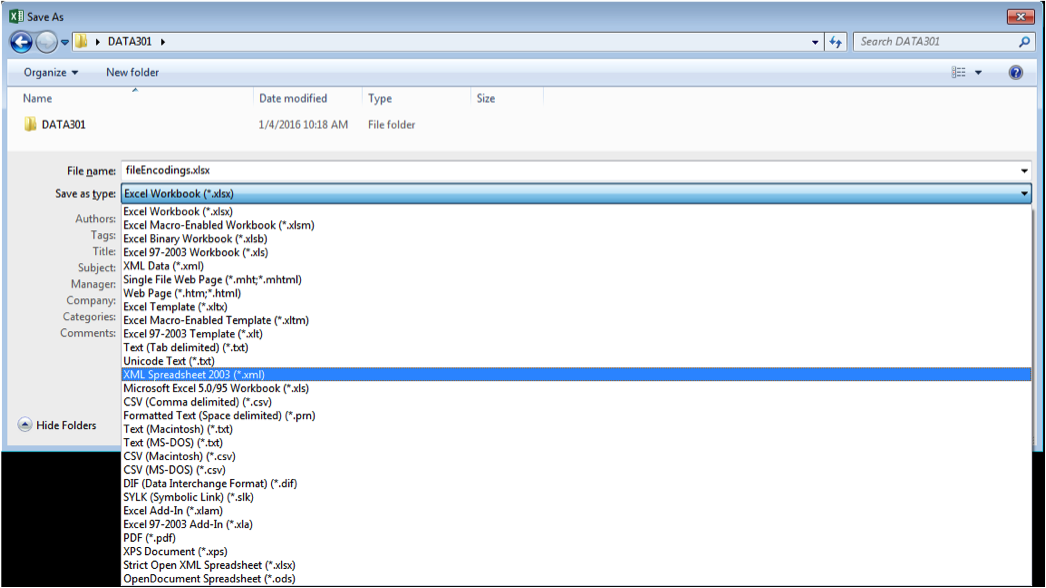 Save As
DATA301
Search DATA301
Organize New folder
Name Date modified Type Size
DATA301 1/4/2016 10:18 AM File folder
File name: fileEncodings.xlsx
Save as type: Excel Workbook (*.xlsx)
Excel Workbook (*.xlsx)
Authors:
Excel Macro-Enabled Workbook (*.xlsm)
Tags: Excel Binary Workbook (*.xlsb)
Title: Excel 97-2003 Workbook (*.xls)
Subject: XML Data (*.xml)
Single File Web Page (*.mht;*.mhtml)
Manager:
Web Page (*.htm;*.html)
Company: Excel Template (*.xltx)
Categories: Excel Macro-Enabled Template (*.xltm)
Comments: Excel 97-2003 Template (*.xlt)
Text (Tab delimited) (*.txt)
Unicode Text (*.txt)
XML Spreadsheet 2003 (*.xml)
Microsoft Excel 5.0/95 Workbook (*.xls)
CSV (Comma delimited) (*.csv)
Formatted Text (Space delimited) (*.prn)
Hide Folders
Text (Macintosh) (*.txt)
Text (MS-DOS) (*.txt)
CSV (Macintosh) (*.csv)
CSV (MS-DOS) (*.csv)
DIF (Data Interchange Format) (*.dif)
SYLK (Symbolic Link) (*.slk)
Excel Add-In (*.xlam)
Excel 97-2003 Add-In (*.xla)
PDF (*.pdf)
XPS Document (*.xps)
Strict Open XML Spreadsheet (*.xlsx)
OpenDocument Spreadsheet (*.ods)